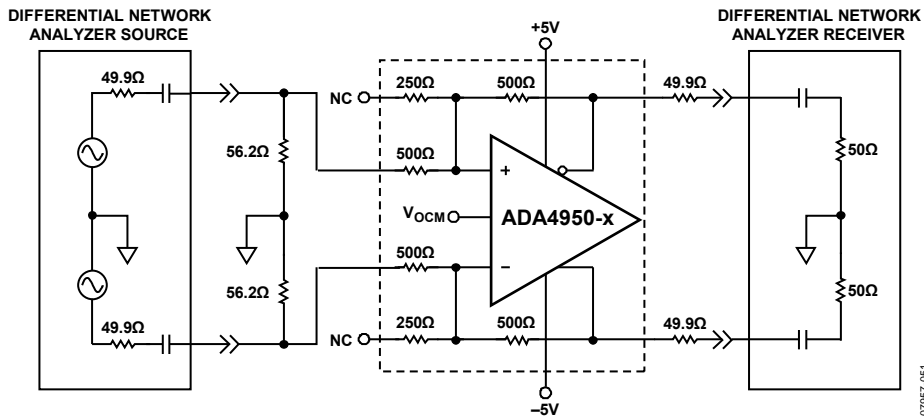 DIFFERENTIAL NETWORK
ANALYZER SOURCE
DIFFERENTIAL NETWORK
ANALYZER RECEIVER
+5V
49.9Ω
NC
250Ω
500Ω
49.9Ω
56.2Ω
500Ω
50Ω
+
VOCM
ADA4950-x
500Ω
–
56.2Ω
50Ω
49.9Ω
NC
250Ω
500Ω
49.9Ω
–5V